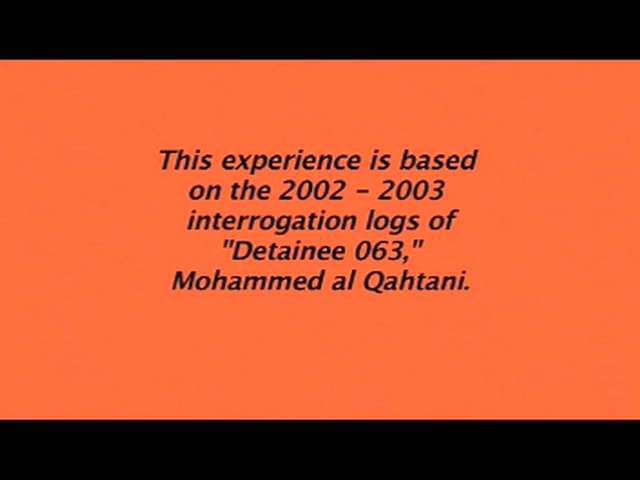 This experience is based
on the 2002 - 2003
interrogation logs of
"Detainee 063,"
Mohammed al Qahtani.